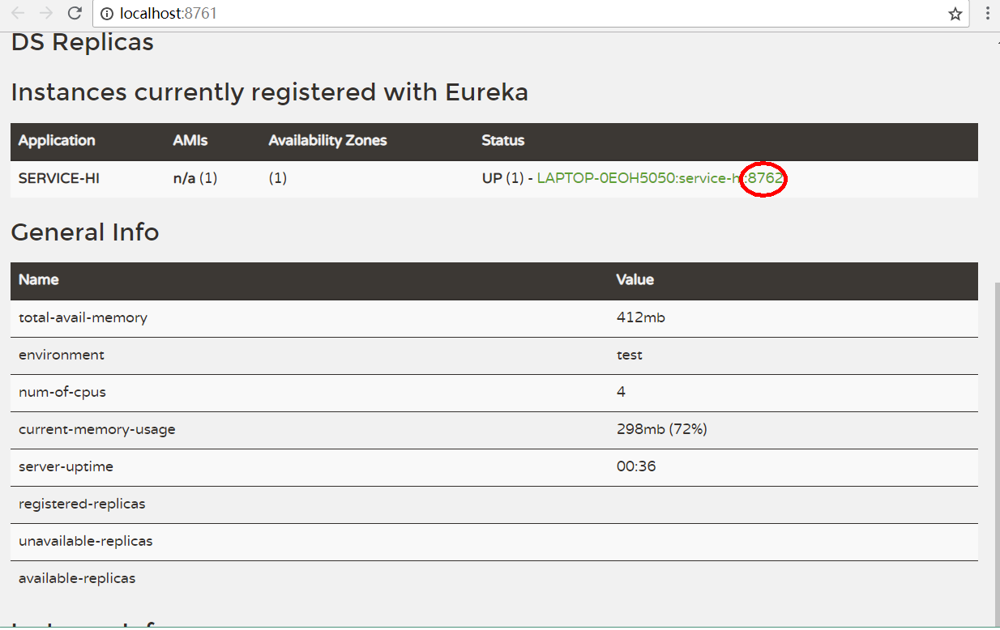 localhost:8761
DS Replicas
Instances currently registered with Eureka
Application AMIs Availability Zones Status
SERVICE-HI n/a (1) (1) UP (1) - LAPTOP-0EOH5050:service-hi:8762
General Info
Name Value
total-avail-memory 412mb
environment test
num-of-cpus 4
current-memory-usage 298mb (72%)
server-uptime 00:36
registered-replicas
unavailable-replicas
available-replicas